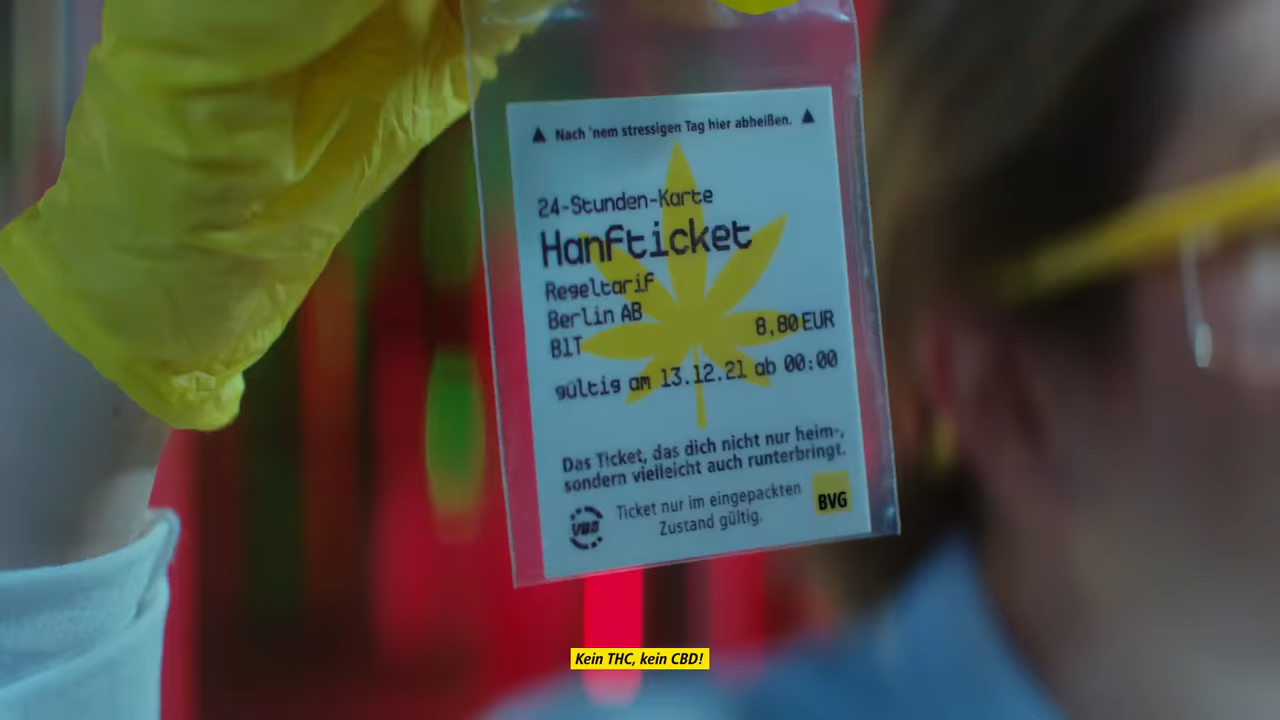 ▲ Nach 'nem stressigen Tag hier abbeißen. ▲
24-Stunden-Karte
Hanfticket
Regeltarif
Berlin AB
B1T 8,80 EUR
gültig am 13.12.21 ab 00:00
Das Ticket, das dich nicht nur heim-,
sondern vielleicht auch runterbringt.
VBB
Ticket nur im eingepackten
Zustand gültig.
BVG
Kein THC, kein CBD!